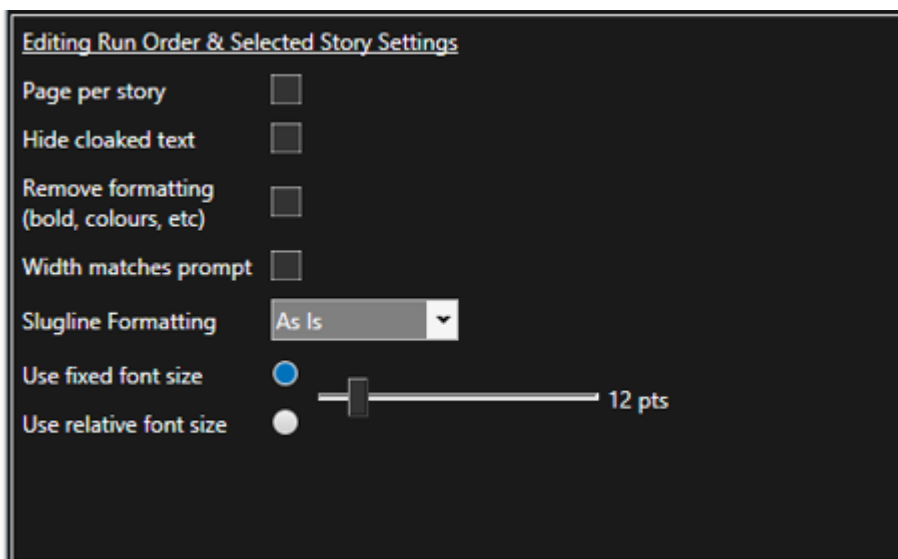 Editing Run Order & Selected Story Settings
Page per story
Hide cloaked text
Remove formatting
(bold, colours, etc)
Width matches prompt
Slugline Formatting As Is
Use fixed font size
12 pts
Use relative font size